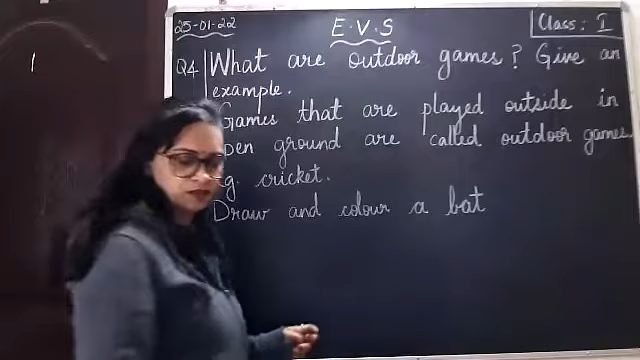 25-01-22
E.V.S
Class: I
Q4 What are outdoor games? Give an
example.
Games that are played outside in
pen ground are called outdoor games
g. cricket.
Draw and colour a bat